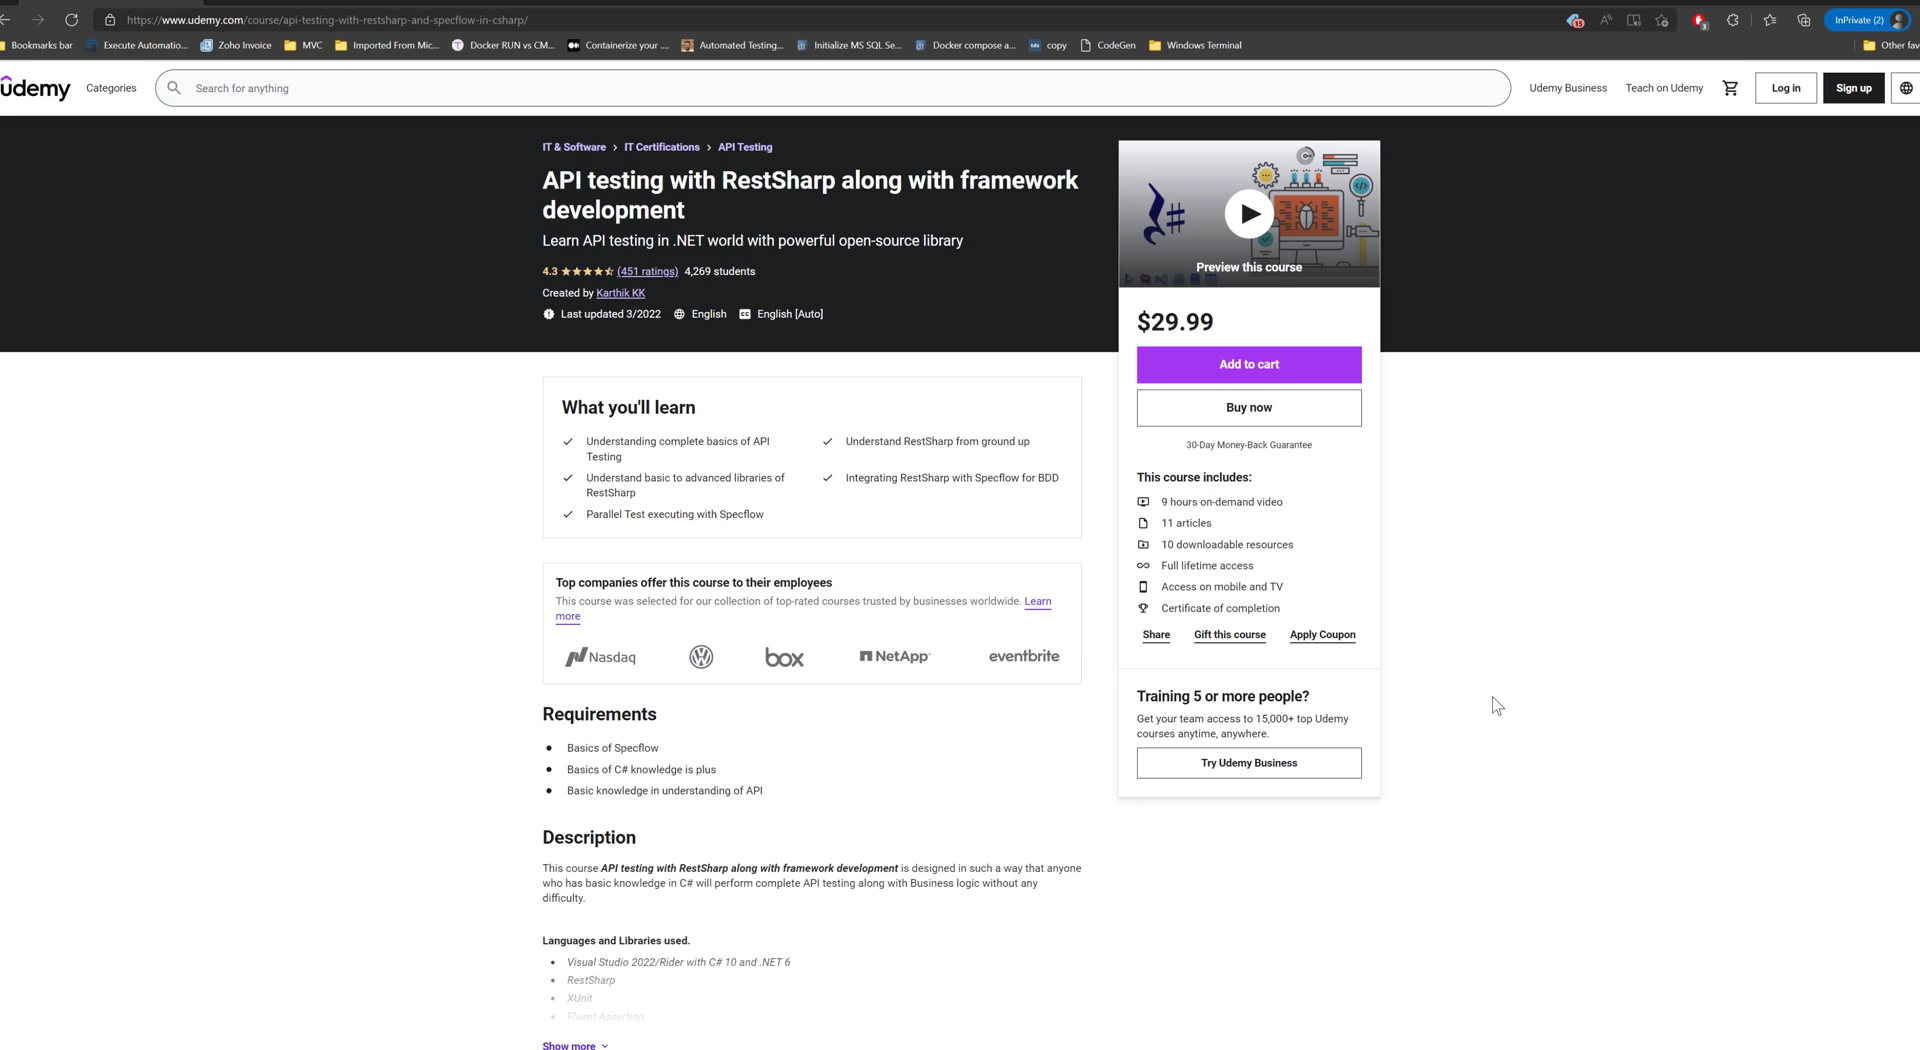 https://www.udemy.com/course/api-testing-with-restsharp-and-specflow-in-csharp/
15
3
InPrivate (2)
Bookmarks bar
Execute Automatio...
Zoho Invoice
MVC
Imported From Mic...
Docker RUN vs CM...
Containerize your ....
Automated Testing...
Initialize MS SQL Se...
Docker compose a...
copy
CodeGen
Windows Terminal
Other fav
udemy
Categories
Search for anything
Udemy Business
Teach on Udemy
Log in
Sign up
IT & Software > IT Certifications > API Testing
API testing with RestSharp along with framework
development
Learn API testing in .NET world with powerful open-source library
4.3 (451 ratings) 4,269 students
Created by Karthik KK
Last updated 3/2022 English English [Auto]
Preview this course
$29.99
Add to cart
Buy now
30-Day Money-Back Guarantee
This course includes:
9 hours on-demand video
11 articles
10 downloadable resources
Full lifetime access
Access on mobile and TV
Certificate of completion
Share Gift this course Apply Coupon
Training 5 or more people?
Get your team access to 15,000+ top Udemy
courses anytime, anywhere.
Try Udemy Business
What you'll learn
Understanding complete basics of API
Testing
Understand RestSharp from ground up
Understand basic to advanced libraries of
RestSharp
Integrating RestSharp with Specflow for BDD
Parallel Test executing with Specflow
Top companies offer this course to their employees
This course was selected for our collection of top-rated courses trusted by businesses worldwide. Learn
more
Nasdaq
box
NetApp
eventbrite
Requirements
Basics of Specflow
Basics of C# knowledge is plus
Basic knowledge in understanding of API
Description
This course API testing with RestSharp along with framework development is designed in such a way that anyone
who has basic knowledge in C# will perform complete API testing along with Business logic without any
difficulty.
Languages and Libraries used.
Visual Studio 2022/Rider with C# 10 and .NET 6
RestSharp
XUnit
Fluent Assertion
Show more